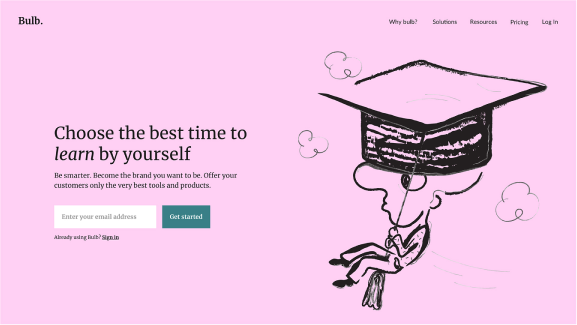 Bulb.
Why bulb?
Solutions
Resources
Pricing
Log In
Choose the best time to
learn by yourself
Be smarter. Become the brand you want to be. Offer your
customers only the very best tools and products.
Enter your email address
Get started
Already using Bulb? Sign in